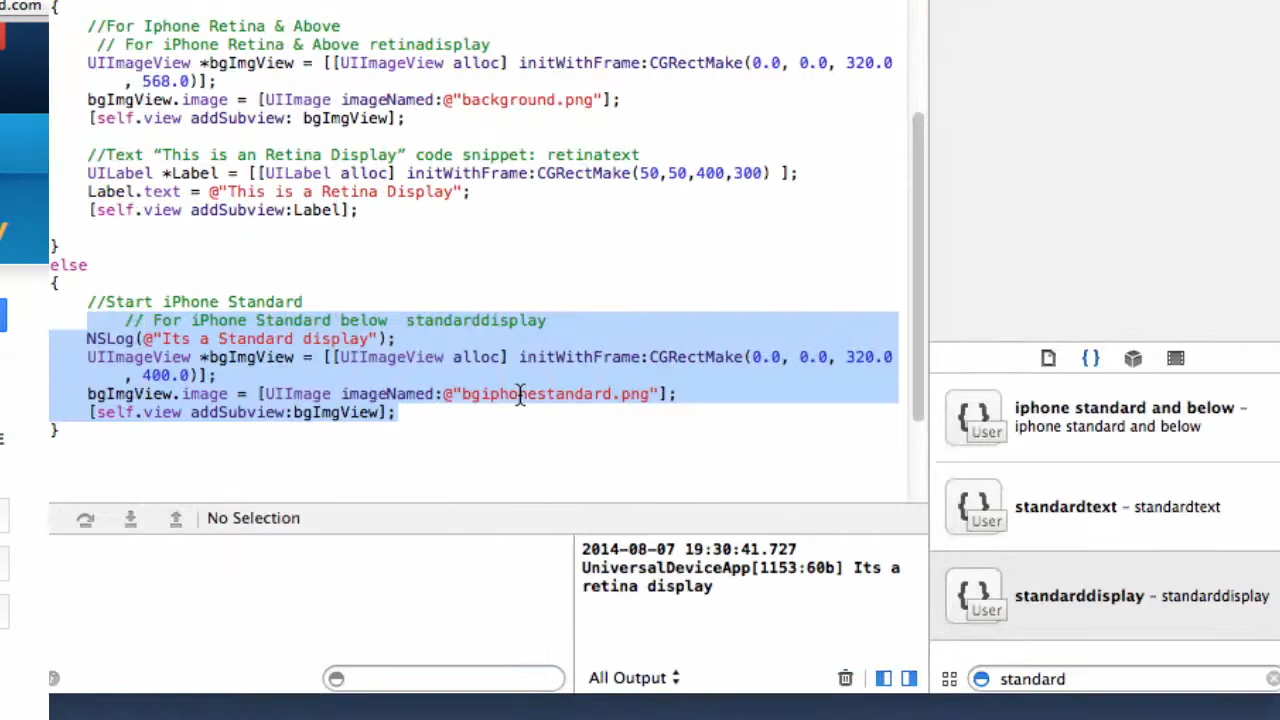 d.com
{
//For Iphone Retina & Above
// For iPhone Retina & Above retinadisplay
UIImageView *bgImgView = [[UIImageView alloc] initWithFrame:CGRectMake(0.0, 0.0, 320.0
, 568.0)];
bgImgView.image = [UIImage imageNamed:@"background.png"];
[self.view addSubview: bgImgView];
//Text “This is an Retina Display” code snippet: retinatext
UILabel *Label = [[UILabel alloc] initWithFrame:CGRectMake(50,50,400,300) ];
Label.text = @"This is a Retina Display";
[self.view addSubview:Label];
}
else
{
//Start iPhone Standard
// For iPhone Standard below  standarddisplay
NSLog(@"Its a Standard display");
UIImageView *bgImgView = [[UIImageView alloc] initWithFrame:CGRectMake(0.0, 0.0, 320.0
, 400.0)];
bgImgView.image = [UIImage imageNamed:@"bgiphonestandard.png"];
[self.view addSubview:bgImgView];
}
No Selection
2014-08-07 19:30:41.727
UniversalDeviceApp[1153:60b] Its a
retina display
All Output
{ }
{ } User
iphone standard and below –
iphone standard and below
{ } User
standardtext – standardtext
{ } User
standarddisplay – standarddisplay
standard